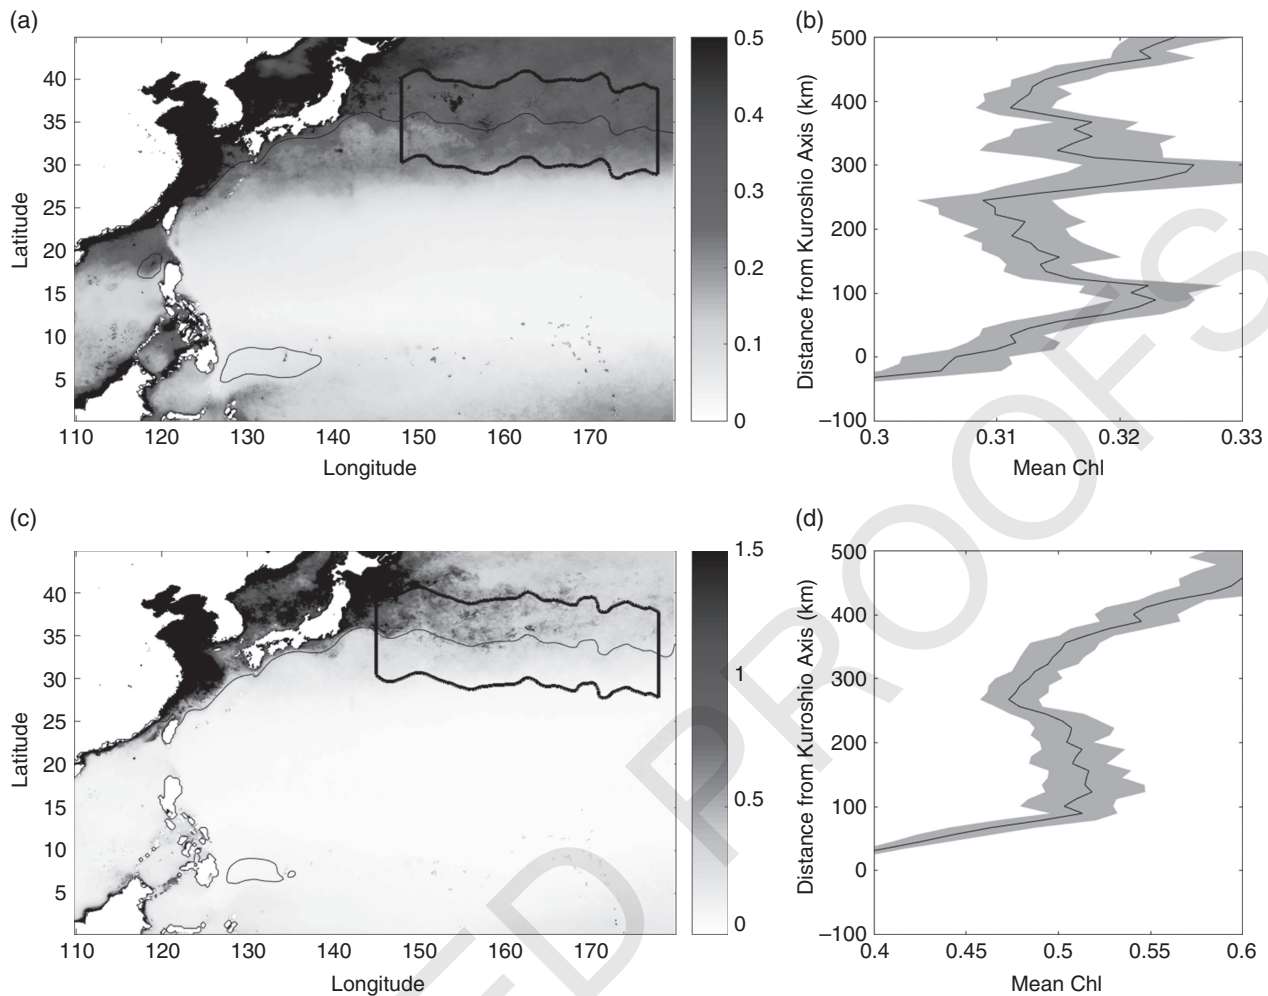 (a)
Latitude
40
35
30
25
20
15
10
5
110 120 130 140 150 160 170
Longitude
0.5
0.4
0.3
0.2
0.1
0
(b)
Distance from Kuroshio Axis (km)
500
400
300
200
100
0
−100
0.3 0.31 0.32 0.33
Mean Chl
(c)
Latitude
40
35
30
25
20
15
10
5
110 120 130 140 150 160 170
Longitude
1.5
1
0.5
0
(d)
Distance from Kuroshio Axis (km)
500
400
300
200
100
0
−100
0.4 0.45 0.5 0.55 0.6
Mean Chl
ED PROOFS